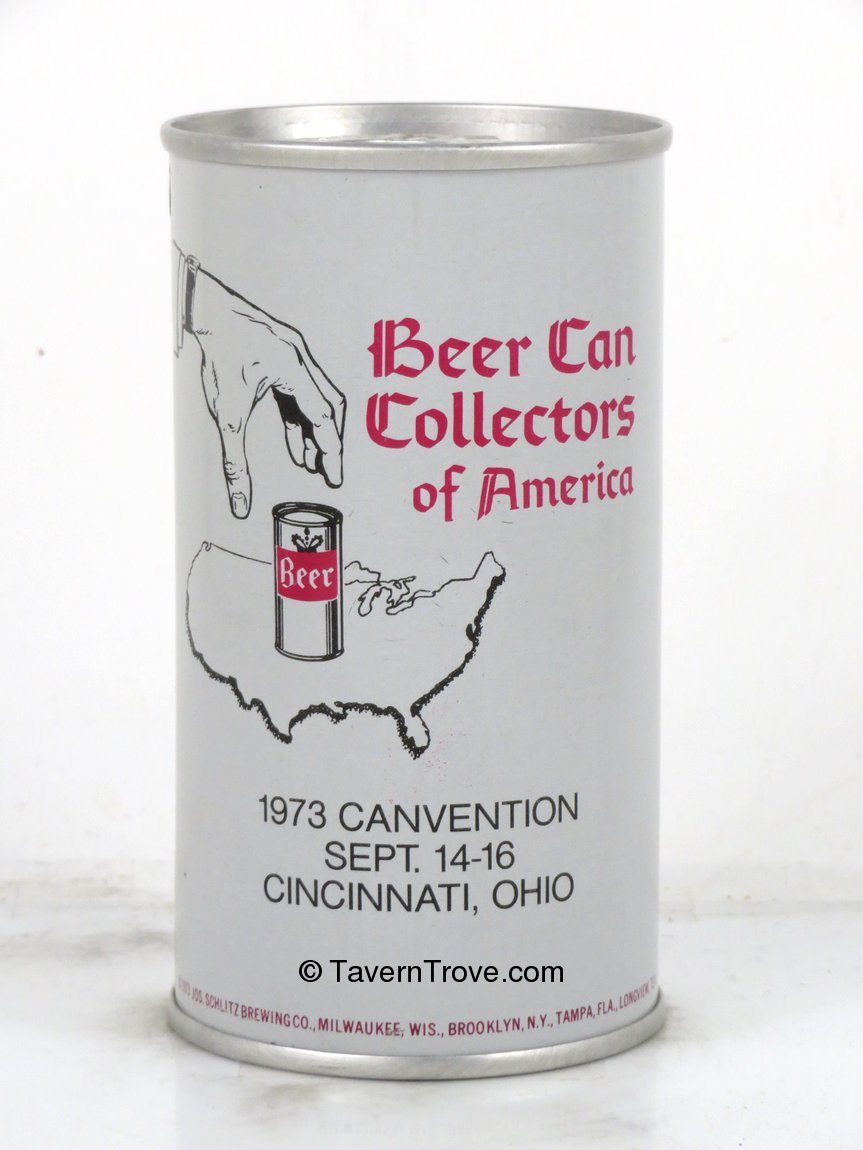 Beer Can
Collectors
of America
Beer
1973 CANVENTION
SEPT. 14-16
CINCINNATI, OHIO
© TavernTrove.com
JOS. SCHLITZ BREWING CO., MILWAUKEE, WIS., BROOKLYN, N.Y., TAMPA, FLA., LONGVIEW,